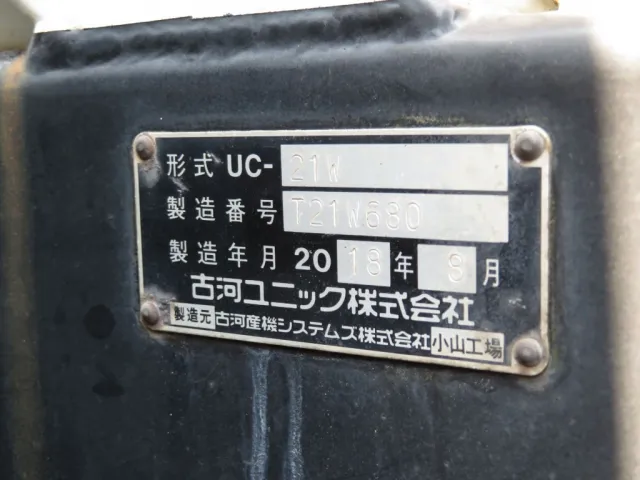 形式 UC- 21W
製造番号 T21W680
製造年月 2018年 8月
古河ユニック株式会社
製造元 古河産機システムズ株式会社 小山工場